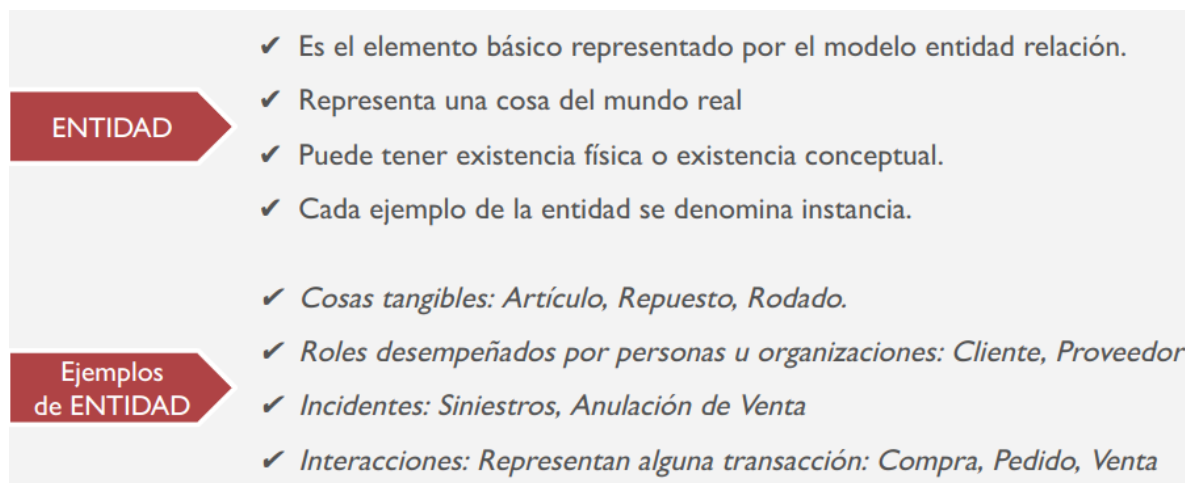 ✔ Es el elemento básico representado por el modelo entidad relación.
✔ Representa una cosa del mundo real
ENTIDAD
✔ Puede tener existencia física o existencia conceptual.
✔ Cada ejemplo de la entidad se denomina instancia.
✔ Cosas tangibles: Artículo, Repuesto, Rodado.
✔ Roles desempeñados por personas u organizaciones: Cliente, Proveedor
Ejemplos
de ENTIDAD
✔ Incidentes: Siniestros, Anulación de Venta
✔ Interacciones: Representan alguna transacción: Compra, Pedido, Venta